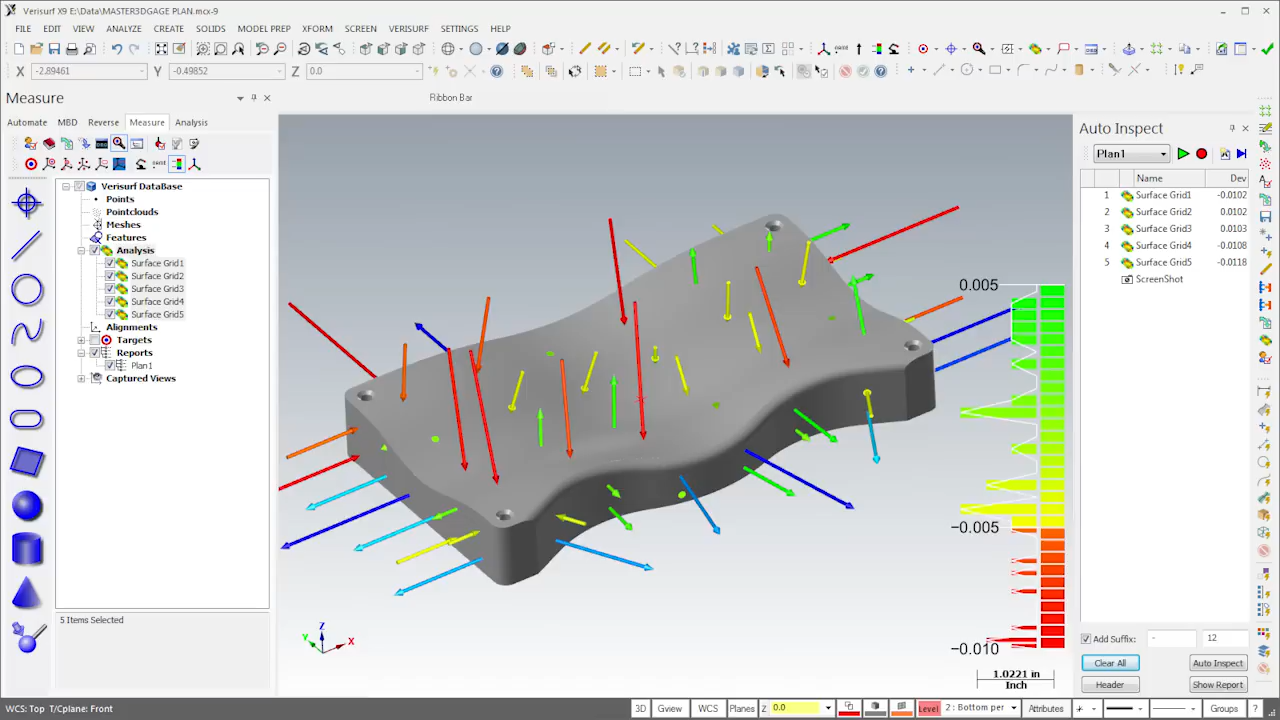 Verisurf X9 E:\Data\MASTER3DGAGE PLAN.mcx-9
FILE EDIT VIEW ANALYZE CREATE SOLIDS MODEL PREP XFORM SCREEN VERISURF SETTINGS HELP
X -2.89461 Y -0.49852 Z 0.0
Measure
Ribbon Bar
Automate MBD Reverse Measure Analysis
Verisurf DataBase
Points
Pointclouds
Meshes
Features
Analysis
Surface Grid1
Surface Grid2
Surface Grid3
Surface Grid4
Surface Grid5
Alignments
Targets
Reports
Plan1
Captured Views
5 Items Selected
Z
Y
X
0.005
-0.005
-0.010
1.0221 in
Inch
Auto Inspect
Plan1
Name Dev
1 Surface Grid1 -0.0102
2 Surface Grid2 0.0102
3 Surface Grid3 0.0103
4 Surface Grid4 -0.0108
5 Surface Grid5 -0.0118
ScreenShot
Add Suffix: - 12
Clear All Auto Inspect
Header Show Report
WCS: Top T/Cplane: Front 3D Gview WCS Planes Z 0.0 Level 2 : Bottom per Attributes Groups ?